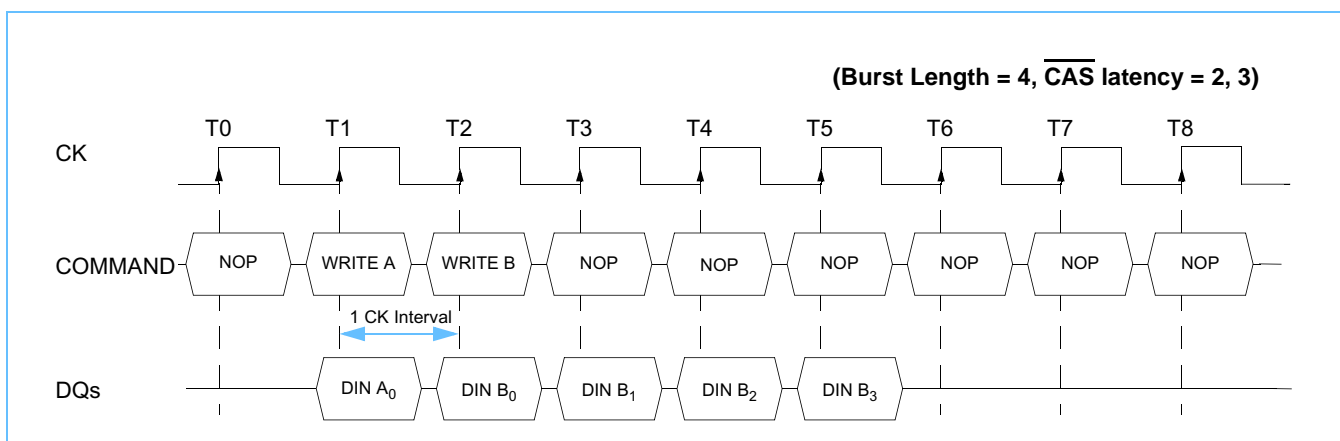 (Burst Length = 4, CAS latency = 2, 3)
T0 T1 T2 T3 T4 T5 T6 T7 T8
CK
COMMAND NOP WRITE A WRITE B NOP NOP NOP NOP NOP NOP
1 CK Interval
DQs DIN A₀ DIN B₀ DIN B₁ DIN B₂ DIN B₃